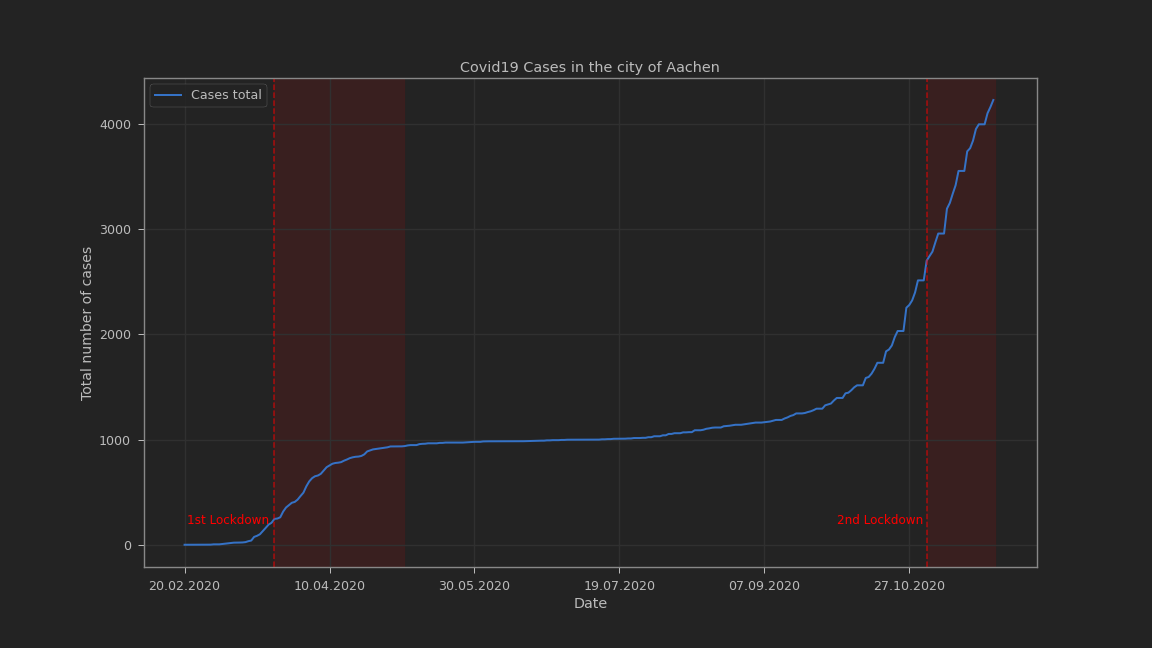 Covid19 Cases in the city of Aachen
Cases total
4000
3000
2000
1000
0
Total number of cases
1st Lockdown
2nd Lockdown
20.02.2020 10.04.2020 30.05.2020 19.07.2020 07.09.2020 27.10.2020
Date